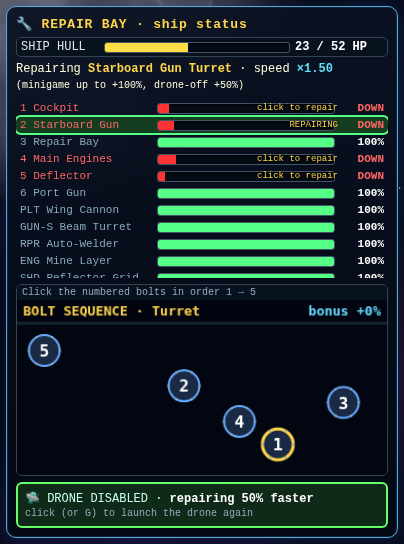 🔧 REPAIR BAY · ship status
SHIP HULL 23 / 52 HP
Repairing Starboard Gun Turret · speed ×1.50
(minigame up to +100%, drone-off +50%)
1 Cockpit click to repair DOWN
2 Starboard Gun REPAIRING DOWN
3 Repair Bay 100%
4 Main Engines click to repair DOWN
5 Deflector click to repair DOWN
6 Port Gun 100%
PLT Wing Cannon 100%
GUN-S Beam Turret 100%
RPR Auto-Welder 100%
ENG Mine Layer 100%
SHD Reflector Grid 100%
Click the numbered bolts in order 1 → 5
BOLT SEQUENCE · Turret bonus +0%
5
2
3
4
1
🛸 DRONE DISABLED · repairing 50% faster
click (or G) to launch the drone again